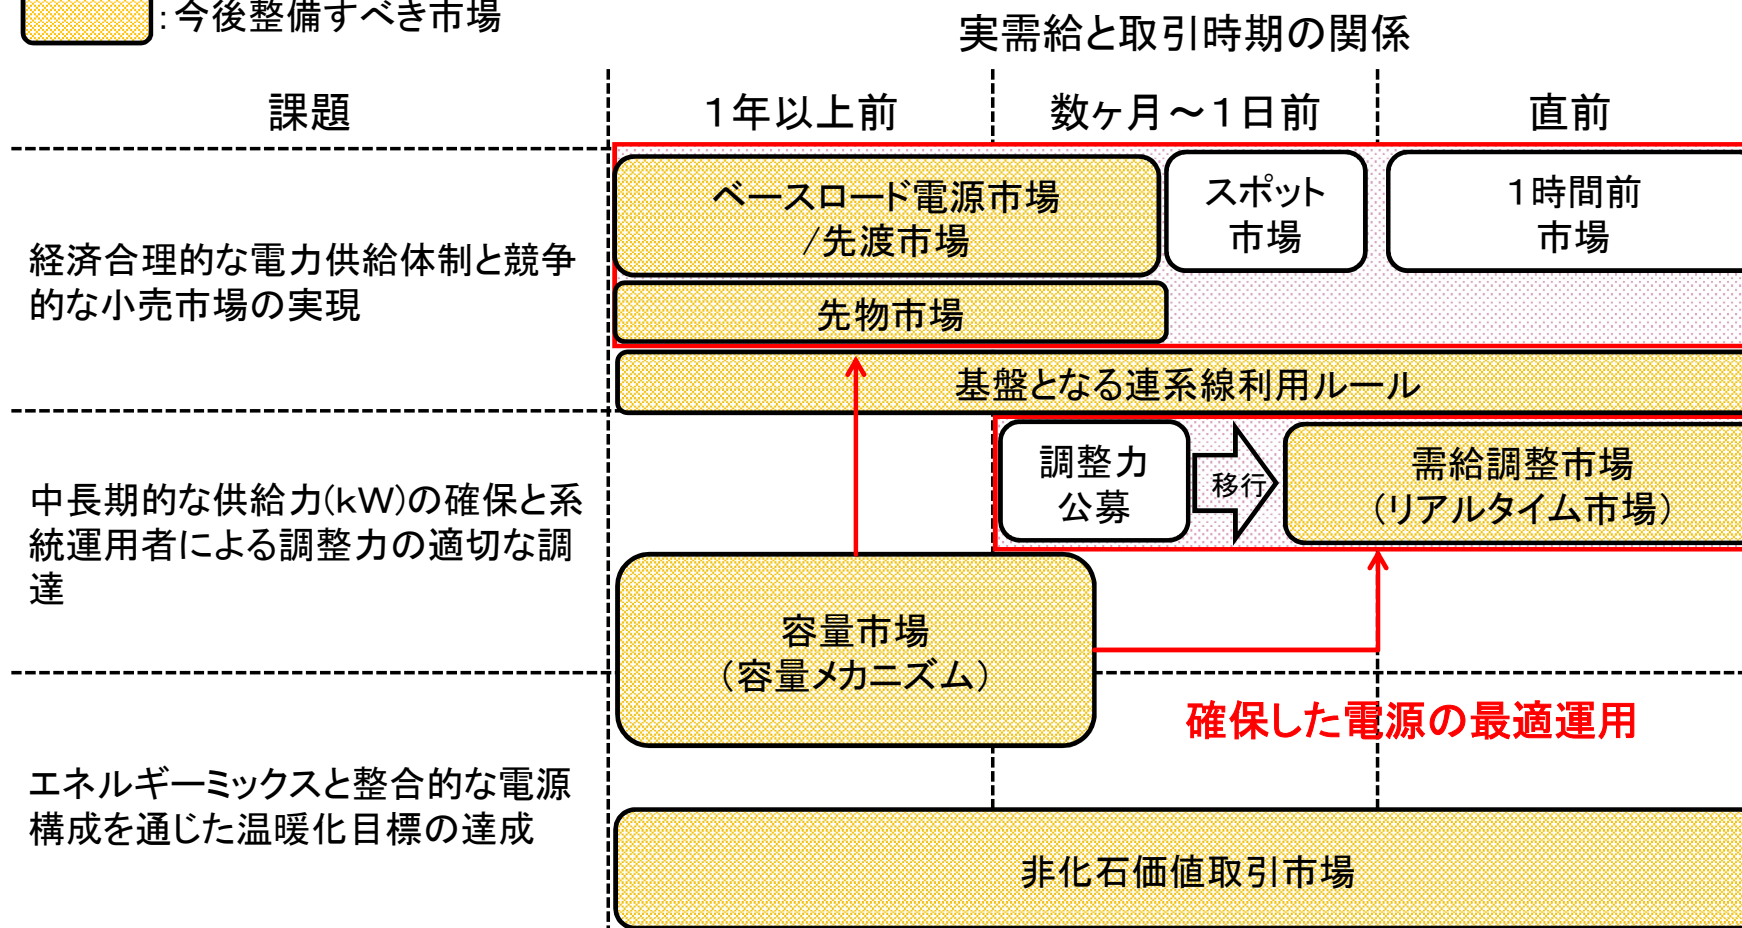 ：今後整備すべき市場
実需給と取引時期の関係
課題
１年以上前
数ヶ月～１日前
直前
経済合理的な電力供給体制と競争
的な小売市場の実現
ベースロード電源市場
/先渡市場
スポット
市場
１時間前
市場
先物市場
基盤となる連系線利用ルール
中長期的な供給力(kW)の確保と系
統運用者による調整力の適切な調
達
調整力
公募
移行
需給調整市場
（リアルタイム市場）
容量市場
（容量メカニズム）
確保した電源の最適運用
エネルギーミックスと整合的な電源
構成を通じた温暖化目標の達成
非化石価値取引市場